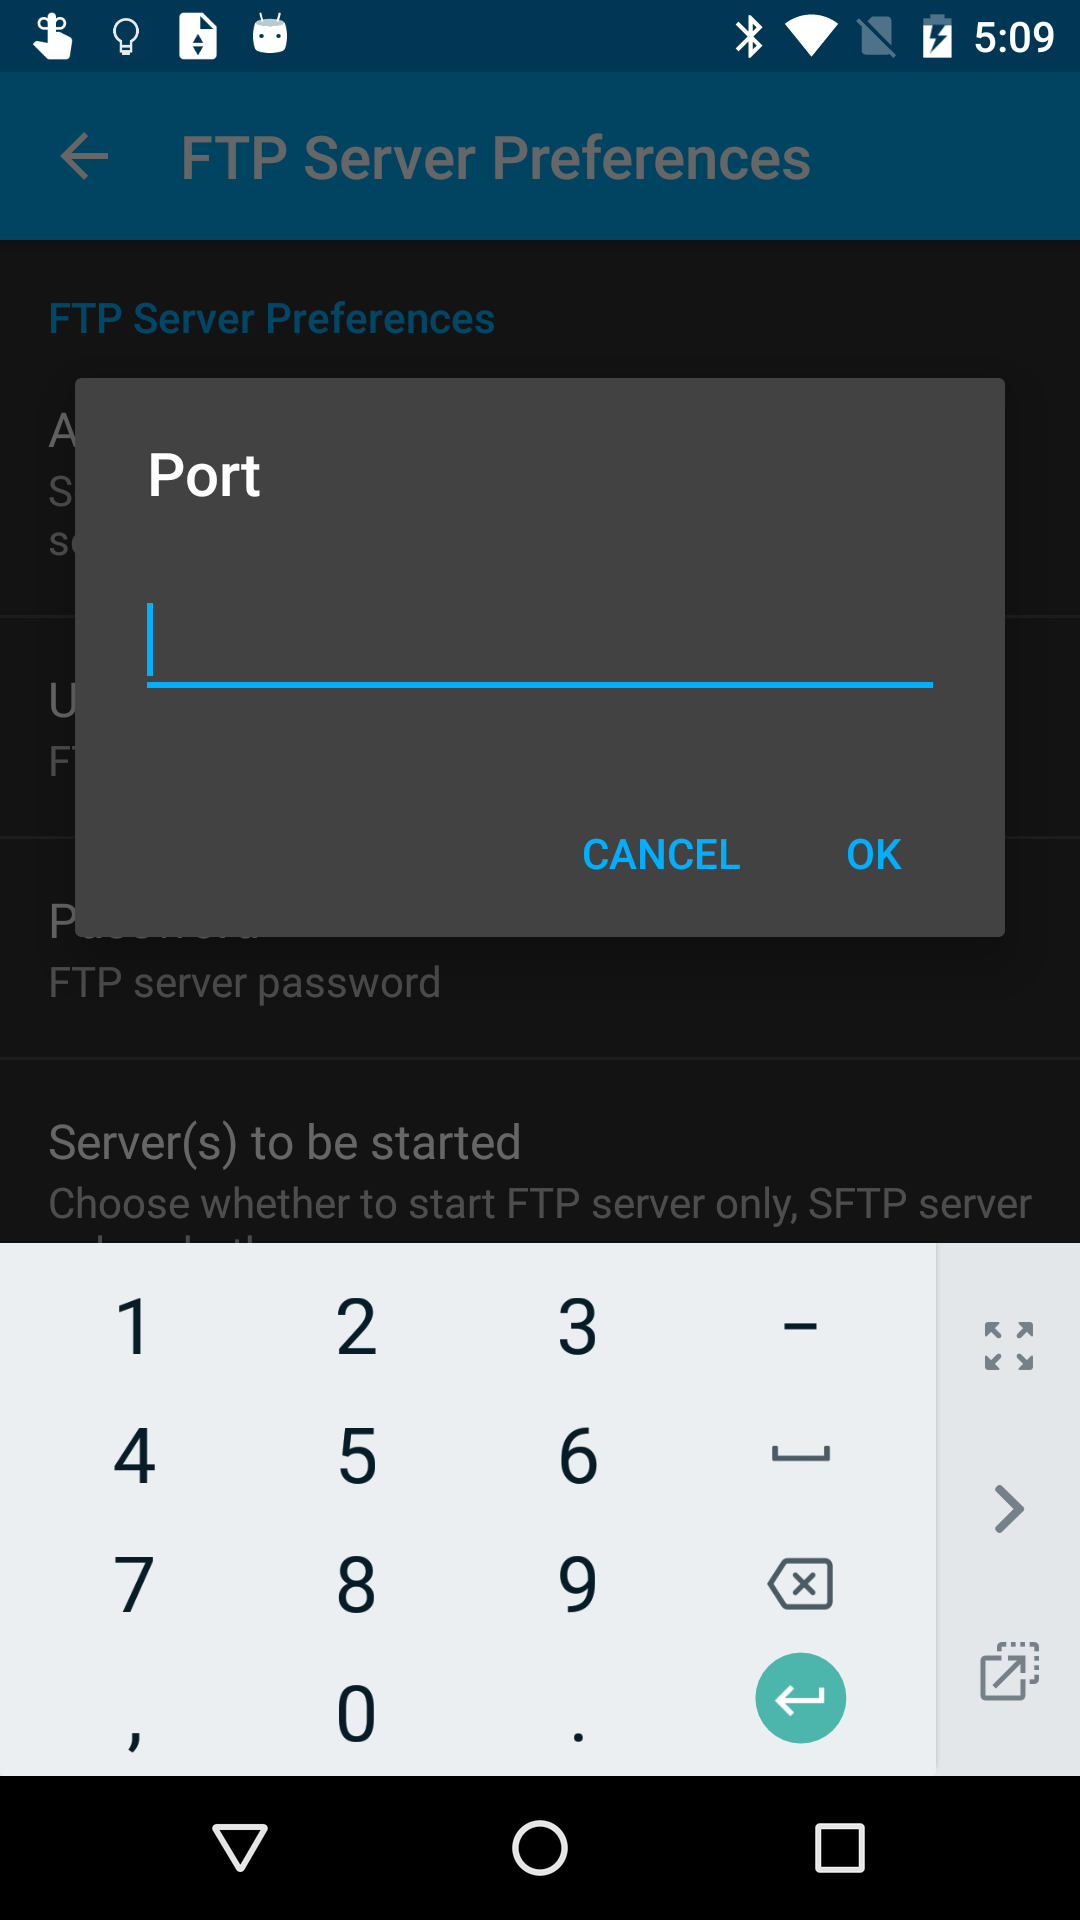 5:09
FTP Server Preferences
FTP Server Preferences
Port
CANCEL OK
FTP server password
Server(s) to be started
Choose whether to start FTP server only, SFTP server
1 2 3 –
4 5 6
7 8 9
, 0 .